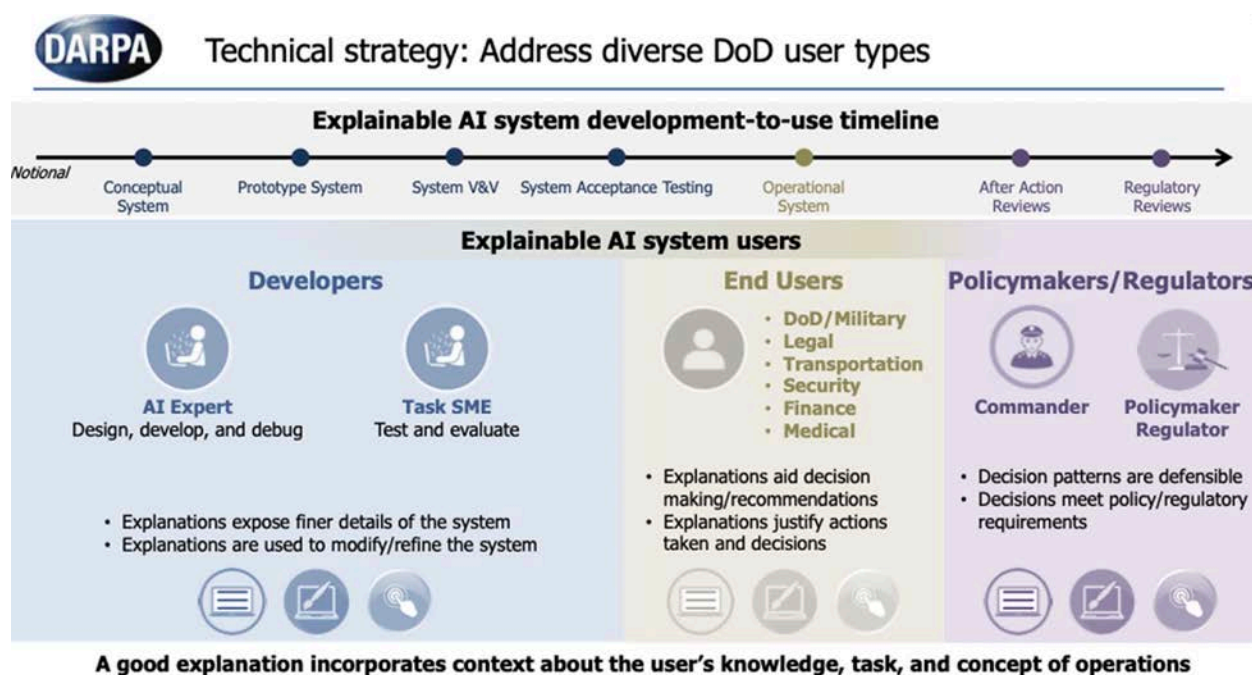 DARPA
Technical strategy: Address diverse DoD user types
Explainable AI system development-to-use timeline
Notional
Conceptual
System
Prototype System
System V&V
System Acceptance Testing
Operational
System
After Action
Reviews
Regulatory
Reviews
Explainable AI system users
Developers
AI Expert
Design, develop, and debug
Task SME
Test and evaluate
• Explanations expose finer details of the system
• Explanations are used to modify/refine the system
End Users
• DoD/Military
• Legal
• Transportation
• Security
• Finance
• Medical
• Explanations aid decision
making/recommendations
• Explanations justify actions
taken and decisions
Policymakers/Regulators
Commander
Policymaker
Regulator
• Decision patterns are defensible
• Decisions meet policy/regulatory
requirements
A good explanation incorporates context about the user’s knowledge, task, and concept of operations